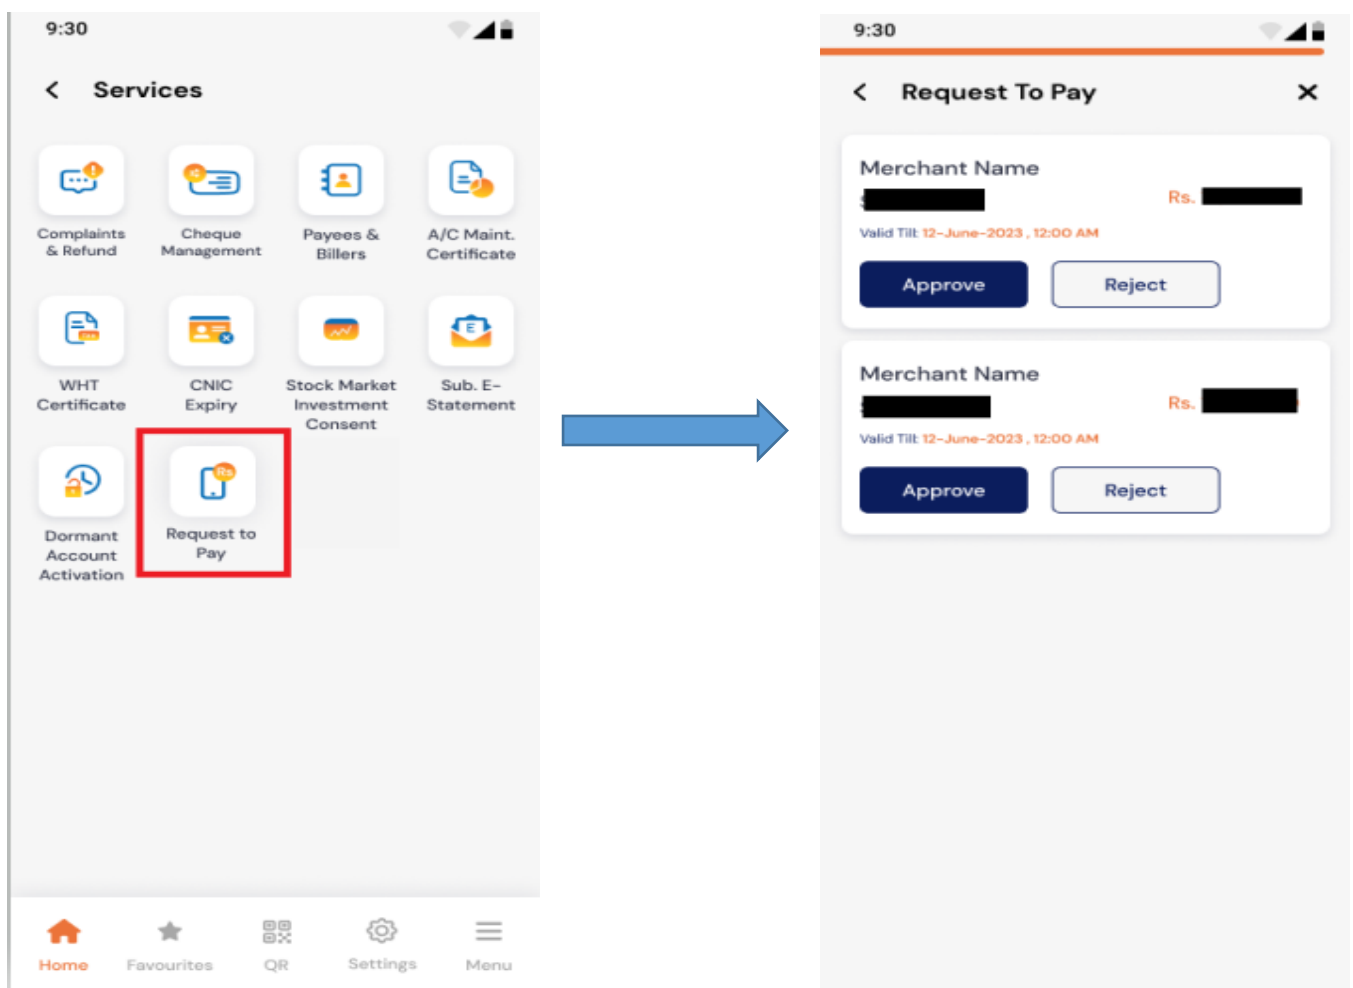 9:30
Services
Complaints
& Refund
Cheque
Management
Payees &
Billers
A/C Maint.
Certificate
WHT
Certificate
CNIC
Expiry
Stock Market
Investment
Consent
Sub. E-
Statement
Dormant
Account
Activation
Rs
Request to
Pay
Home
Favourites
QR
Settings
Menu
9:30
Request To Pay
Merchant Name
Rs.
Valid Till: 12-June-2023 , 12:00 AM
Approve
Reject
Merchant Name
Rs.
Valid Till: 12-June-2023 , 12:00 AM
Approve
Reject